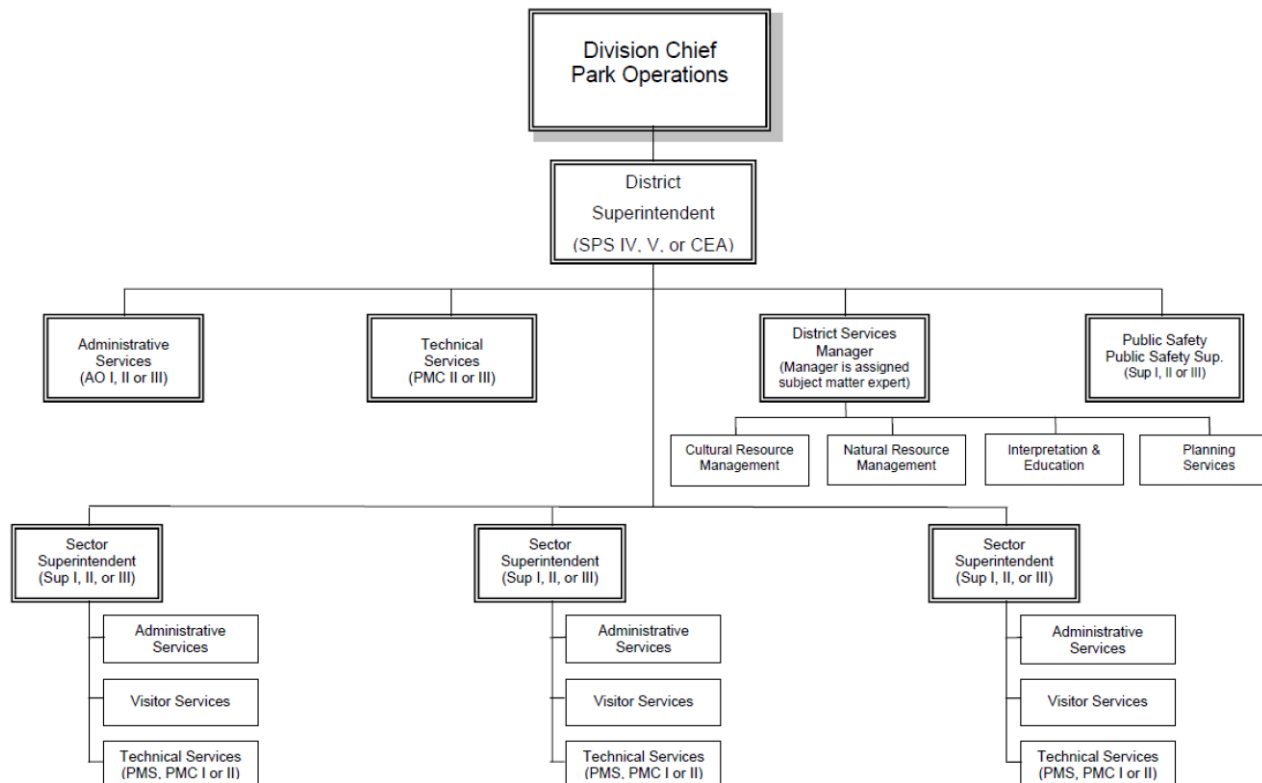 Division Chief
Park Operations
District
Superintendent
(SPS IV, V, or CEA)
Administrative
Services
(AO I, II or III)
Technical
Services
(PMC II or III)
District Services
Manager
(Manager is assigned
subject matter expert)
Public Safety
Public Safety Sup.
(Sup I, II or III)
Cultural Resource
Management
Natural Resource
Management
Interpretation &
Education
Planning
Services
Sector
Superintendent
(Sup I, II, or III)
Administrative
Services
Visitor Services
Technical Services
(PMS, PMC I or II)
Sector
Superintendent
(Sup I, II, or III)
Administrative
Services
Visitor Services
Technical Services
(PMS, PMC I or II)
Sector
Superintendent
(Sup I, II, or III)
Administrative
Services
Visitor Services
Technical Services
(PMS, PMC I or II)